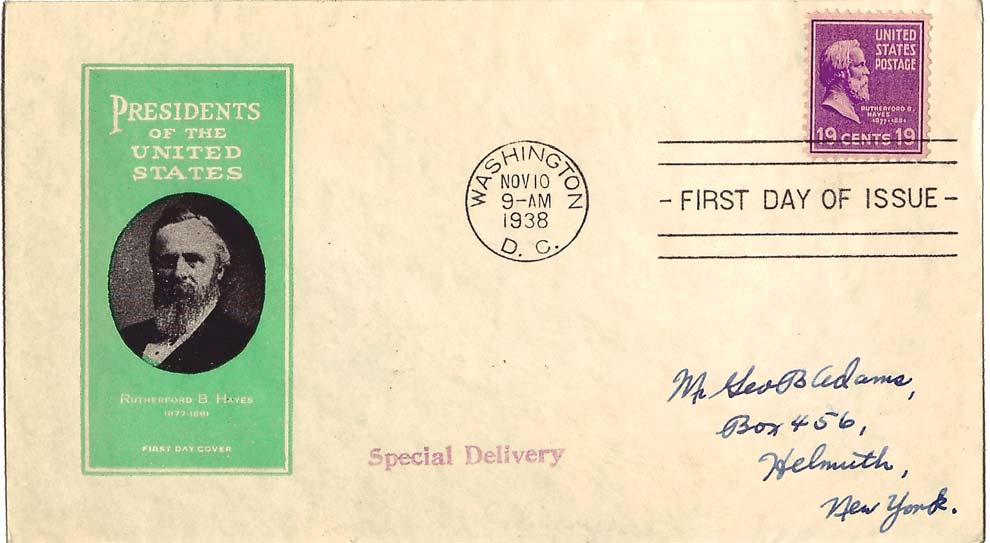 PRESIDENTS
OF THE
UNITED
STATES
RUTHERFORD B. HAYES
1877-1881
FIRST DAY COVER
WASHINGTON
NOV 10
9-AM
1938
D. C.
UNITED
STATES
POSTAGE
RUTHERFORD B.
HAYES
1877-1881
19 CENTS 19
- FIRST DAY OF ISSUE -
Special Delivery
Mr Geo B Adams,
Box 456,
Helmuth,
New York.